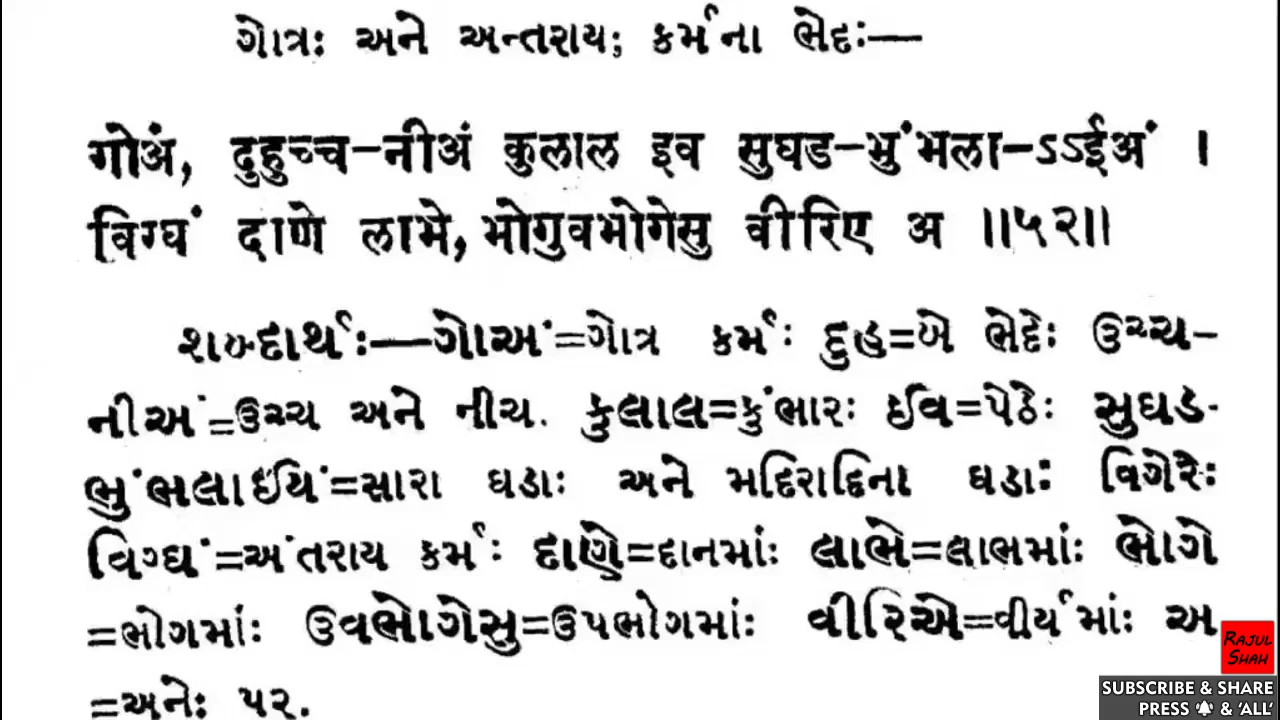 ગોત્રઃ અને અન્તરાયઃ કર્મના ભેદઃ—
गोअं, दुहुच्च-नीअं कुलाल इव सुघड-भुंभला-ऽऽईअं ।
विग्घं दाणे लाभे, भोगुवभोगेसु वीरिए अ ॥५२॥
શબ્દાર્થઃ—ગોઅં=ગોત્ર કર્મઃ દુહ=બે ભેદેઃ ઉચ્ચ-
નીઅં=ઉચ્ચ અને નીચ. કુલાલ=કુંભારઃ ઈવ=પેઠેઃ સુઘડ-
ભુંભલાઈયં=સારા ઘડાઃ અને મદિરાદિના ઘડાઃ વિગેરેઃ
વિગ્ઘં=અંતરાય કર્મઃ દાણે=દાનમાંઃ લાભે=લાભમાંઃ ભોગે
=ભોગમાંઃ ઉવભોગેસુ=ઉપભોગમાંઃ વીરિએ=વીર્યમાંઃ અ
=અનેઃ ૫૨.
RAJUL
SHAH
SUBSCRIBE & SHARE
PRESS & 'ALL'